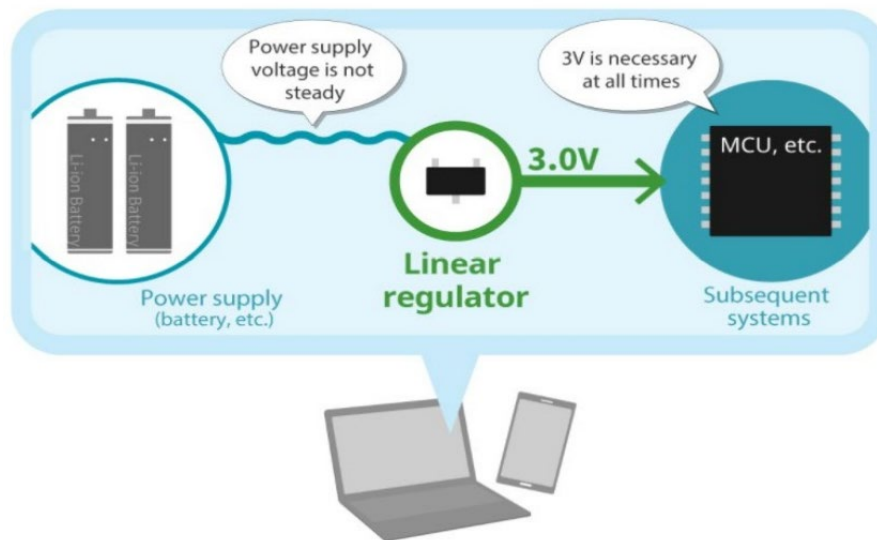 Power supply
voltage is not
steady
3V is necessary
at all times
Li-ion Battery
Li-ion Battery
3.0V
MCU, etc.
Linear
regulator
Power supply
(battery, etc.)
Subsequent
systems